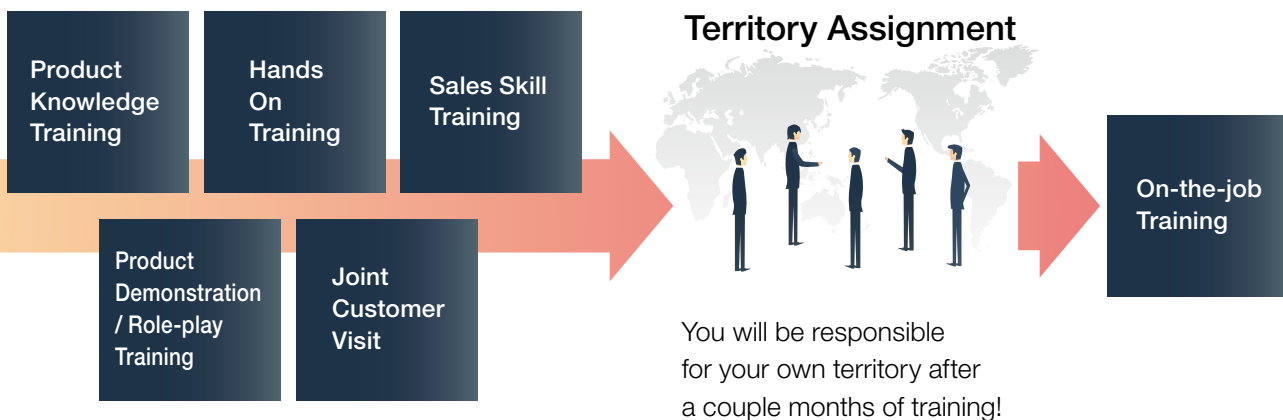 Product
Knowledge
Training
Hands
On
Training
Sales Skill
Training
Product
Demonstration
/ Role-play
Training
Joint
Customer
Visit
Territory Assignment
You will be responsible
for your own territory after
a couple months of training!
On-the-job
Training